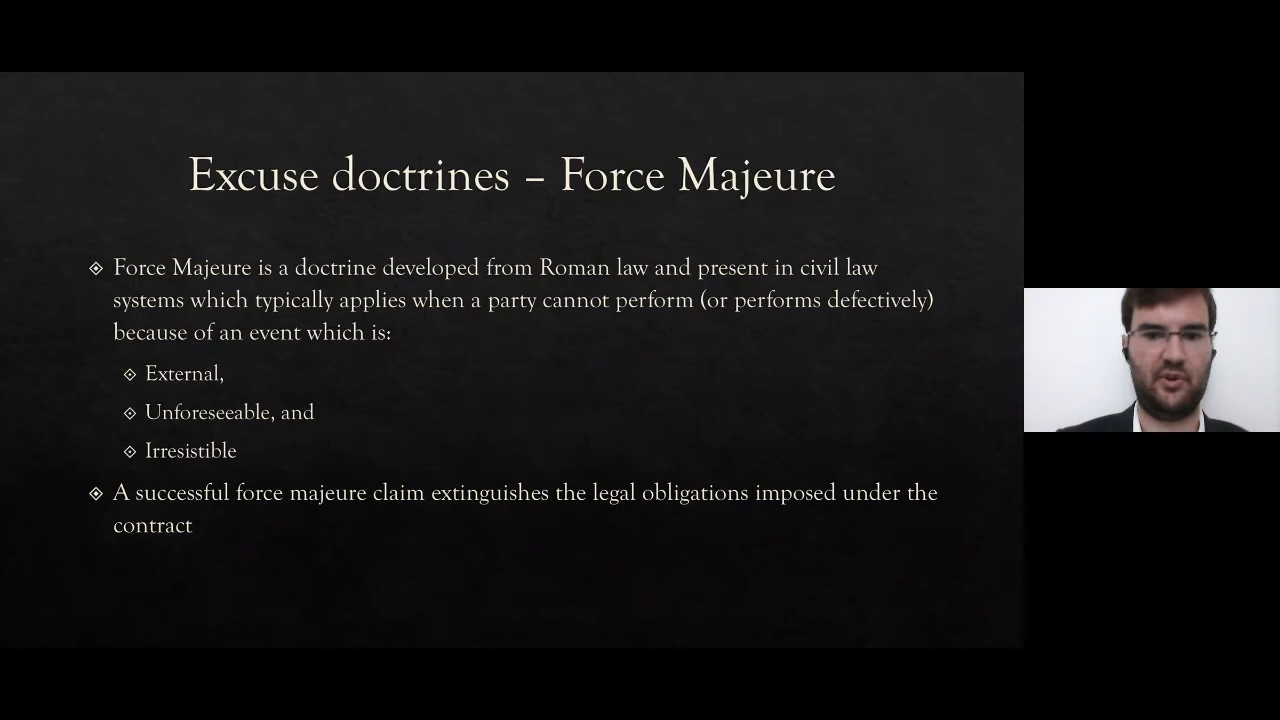 Excuse doctrines – Force Majeure
Force Majeure is a doctrine developed from Roman law and present in civil law
systems which typically applies when a party cannot perform (or performs defectively)
because of an event which is:
External,
Unforeseeable, and
Irresistible
A successful force majeure claim extinguishes the legal obligations imposed under the
contract